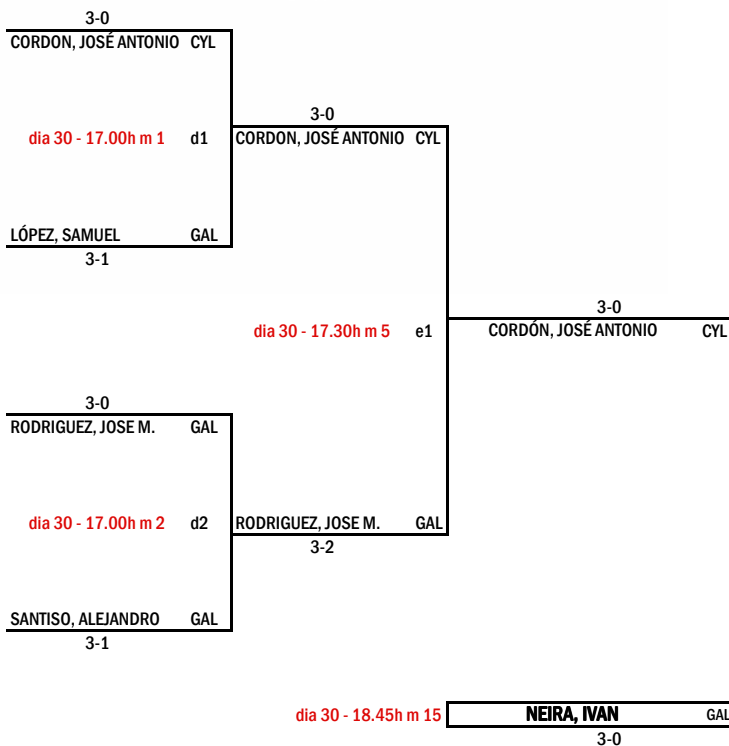 3-0
CORDON, JOSÉ ANTONIO CYL
3-0
dia 30 - 17.00h m 1 d1 CORDON, JOSÉ ANTONIO CYL
LÓPEZ, SAMUEL GAL
3-1
3-0
dia 30 - 17.30h m 5 e1 CORDÓN, JOSÉ ANTONIO CYL
3-0
RODRIGUEZ, JOSE M. GAL
dia 30 - 17.00h m 2 d2 RODRIGUEZ, JOSE M. GAL
3-2
SANTISO, ALEJANDRO GAL
3-1
dia 30 - 18.45h m 15 NEIRA, IVAN GAL
3-0